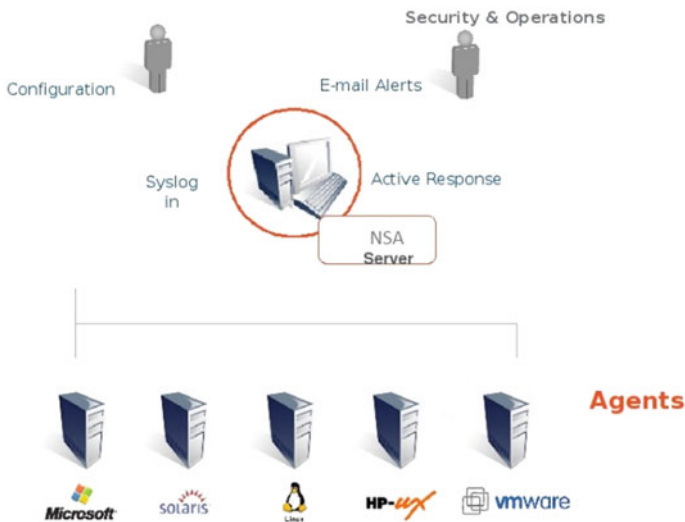 Security & Operations
Configuration
E-mail Alerts
Syslog
in
Active Response
NSA
Server
Agents
Microsoft
solaris
Linux
HP-ux
vmware